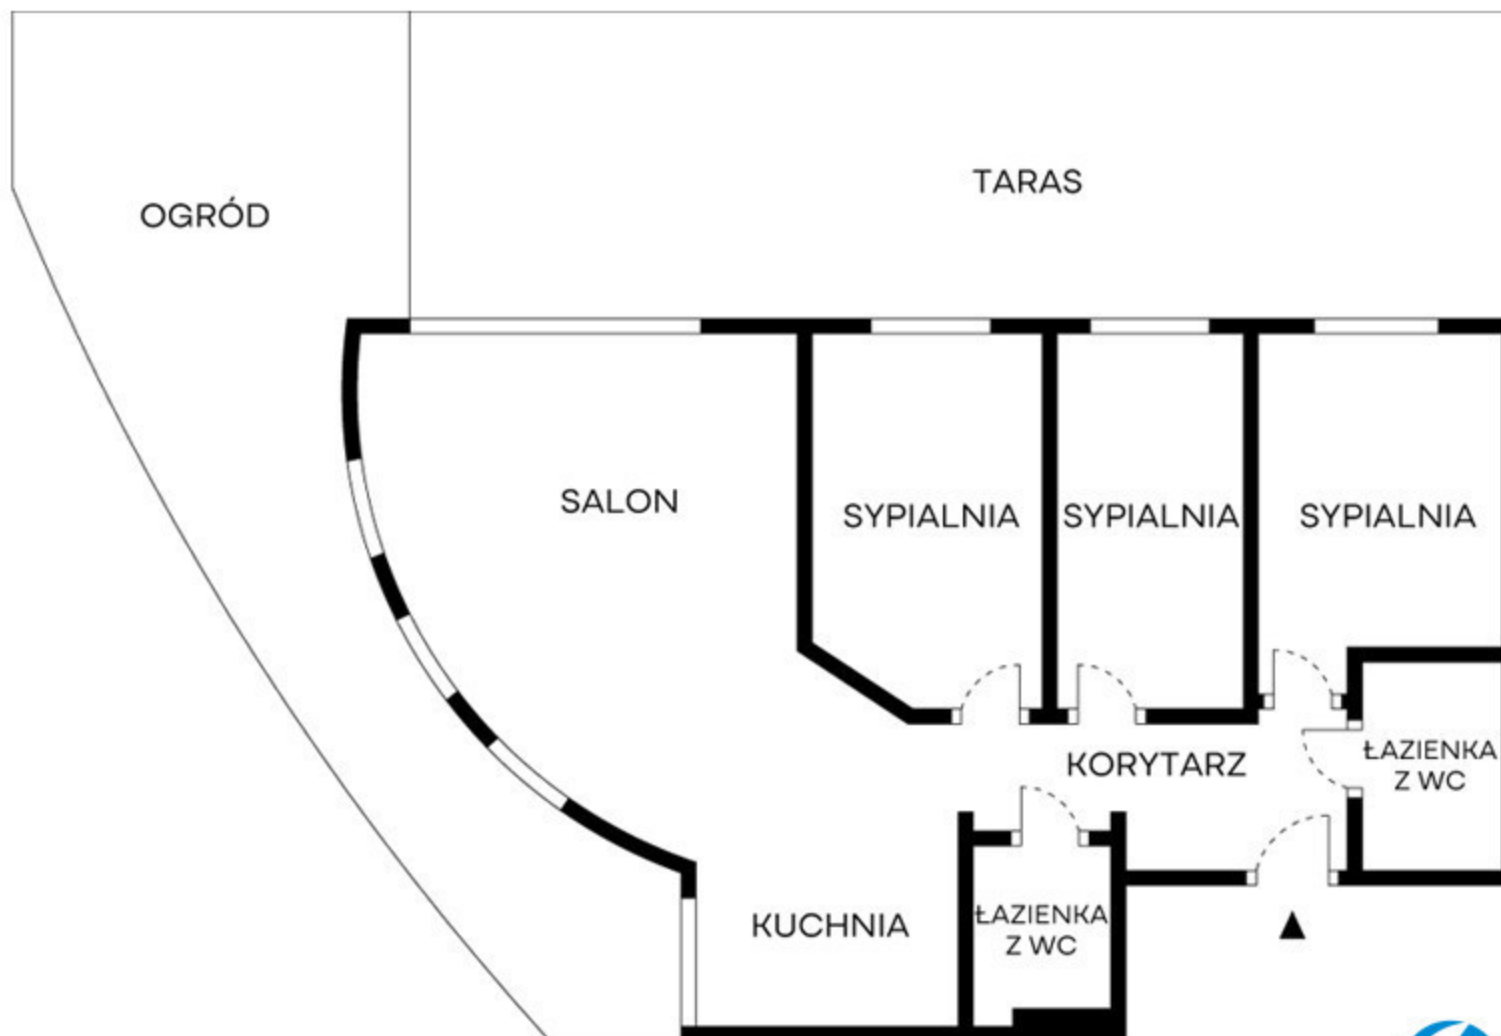 TARAS
OGRÓD
SALON
SYPIALNIA
SYPIALNIA
SYPIALNIA
KORYTARZ
ŁAZIENKA
Z WC
KUCHNIA
ŁAZIENKA
Z WC